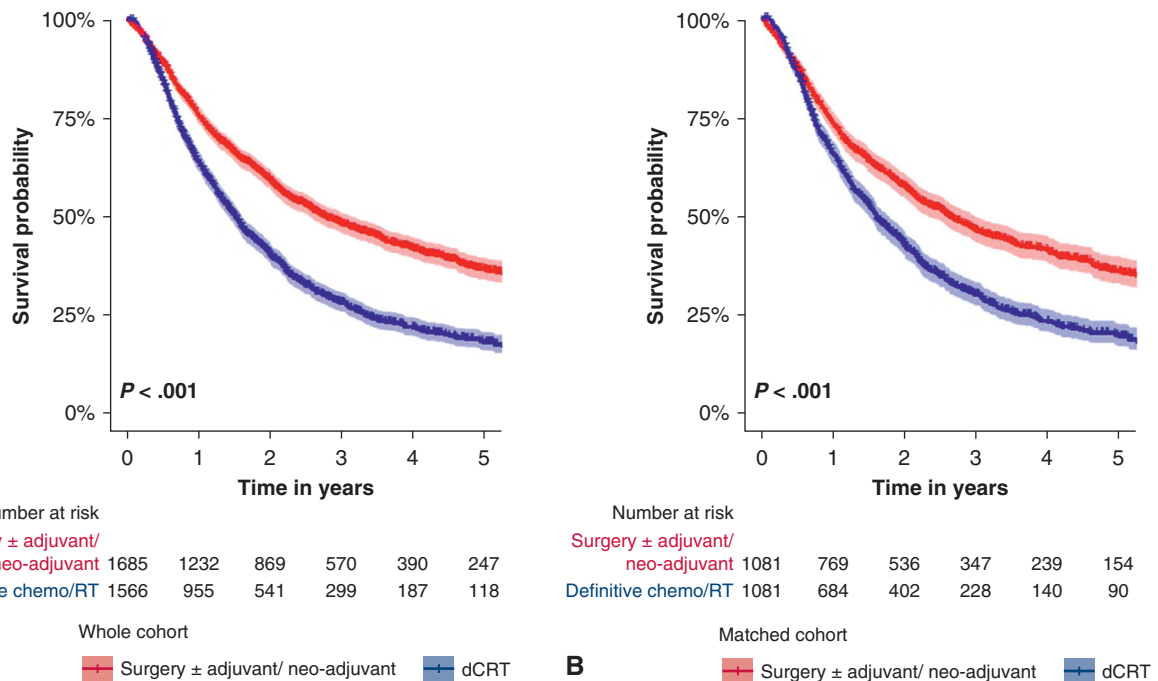 100%
75%
50%
25%
0%
Survival probability
P < .001
0 1 2 3 4 5
Time in years
umber at risk
± adjuvant/
neo-adjuvant 1685 1232 869 570 390 247
chemo/RT 1566 955 541 299 187 118
Whole cohort
Surgery ± adjuvant/ neo-adjuvant dCRT
100%
75%
50%
25%
0%
Survival probability
P < .001
0 1 2 3 4 5
Time in years
Number at risk
Surgery ± adjuvant/
neo-adjuvant 1081 769 536 347 239 154
Definitive chemo/RT 1081 684 402 228 140 90
Matched cohort
B Surgery ± adjuvant/ neo-adjuvant dCRT